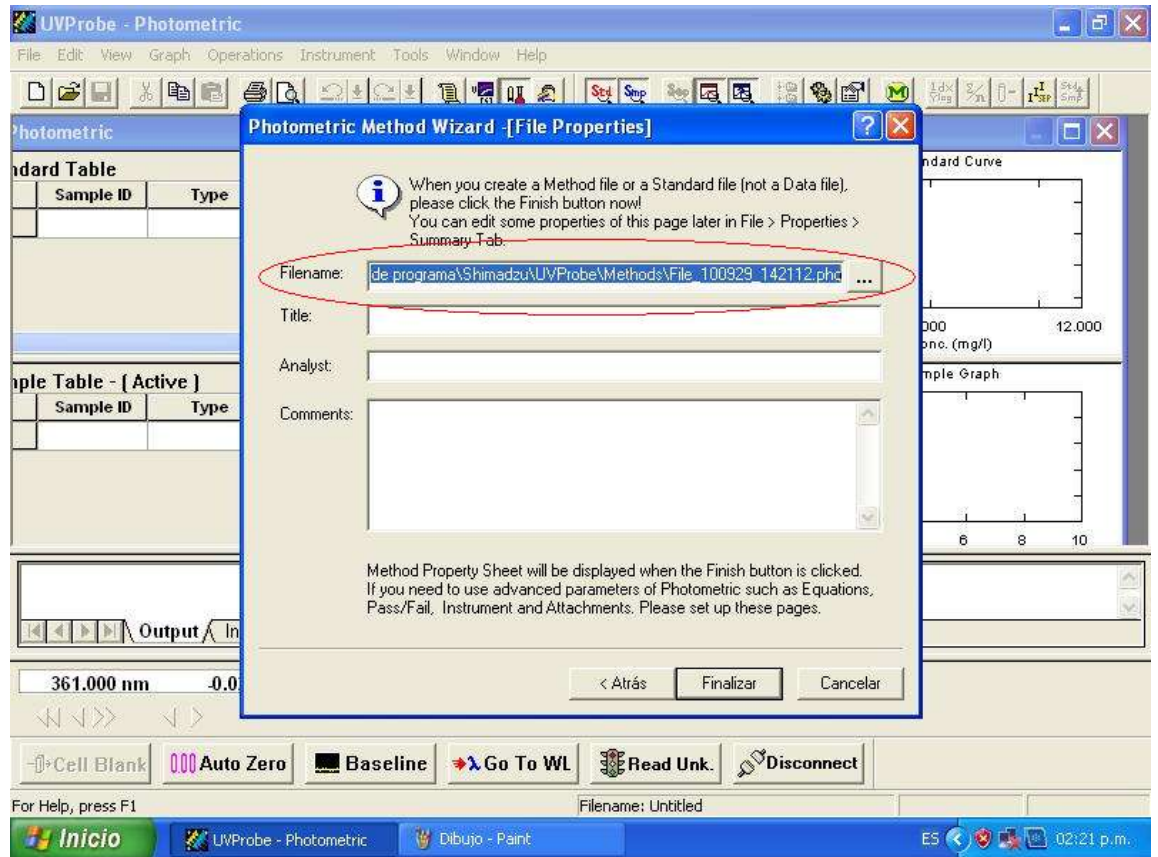 UVProbe - Photometric
File Edit View Graph Operations Instrument Tools Window Help
Photometric Method Wizard -[File Properties]
When you create a Method file or a Standard file (not a Data file),
please click the Finish button now!
You can edit some properties of this page later in File > Properties >
Summary Tab.
Filename: de programa\Shimadzu\UVProbe\Methods\File_100929_142112.pho ...
Title:
Analyst:
Comments:
Method Property Sheet will be displayed when the Finish button is clicked.
If you need to use advanced parameters of Photometric such as Equations,
Pass/Fail, Instrument and Attachments. Please set up these pages.
< Atrás Finalizar Cancelar
Photometric
ndard Table
Sample ID Type
nple Table - ( Active )
Sample ID Type
ndard Curve
000 12.000
onc. (mg/l)
mple Graph
6 8 10
Output In
361.000 nm -0.0
Cell Blank Auto Zero Baseline Go To WL Read Unk. Disconnect
For Help, press F1 Filename: Untitled
Inicio UVProbe - Photometric Dibujo - Paint ES 02:21 p.m.